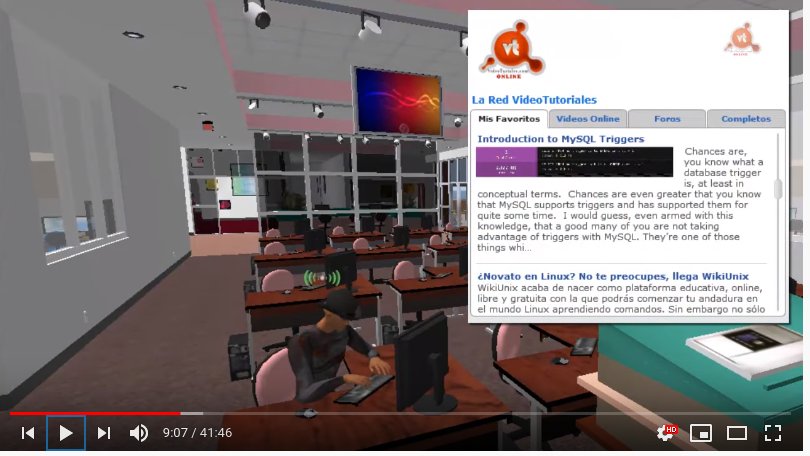 vt
VideoTutoriales.com
ONLINE
vt
La Red VideoTutoriales
Mis Favoritos
Videos Online
Foros
Completos
Introduction to MySQL Triggers
Chances are,
you know what a
database trigger
is, at least in
conceptual terms. Chances are even greater that you know
that MySQL supports triggers and has supported them for
quite some time. I would guess, even armed with this
knowledge, that a good many of you are not taking
advantage of triggers with MySQL. They're one of those
things whi...
¿Novato en Linux? No te preocupes, llega WikiUnix
WikiUnix acaba de nacer como plataforma educativa, online,
libre y gratuita con la que podrás comenzar tu andadura en
el mundo Linux aprendiendo comandos. Sin embargo no sólo
9:07 / 41:46
HD